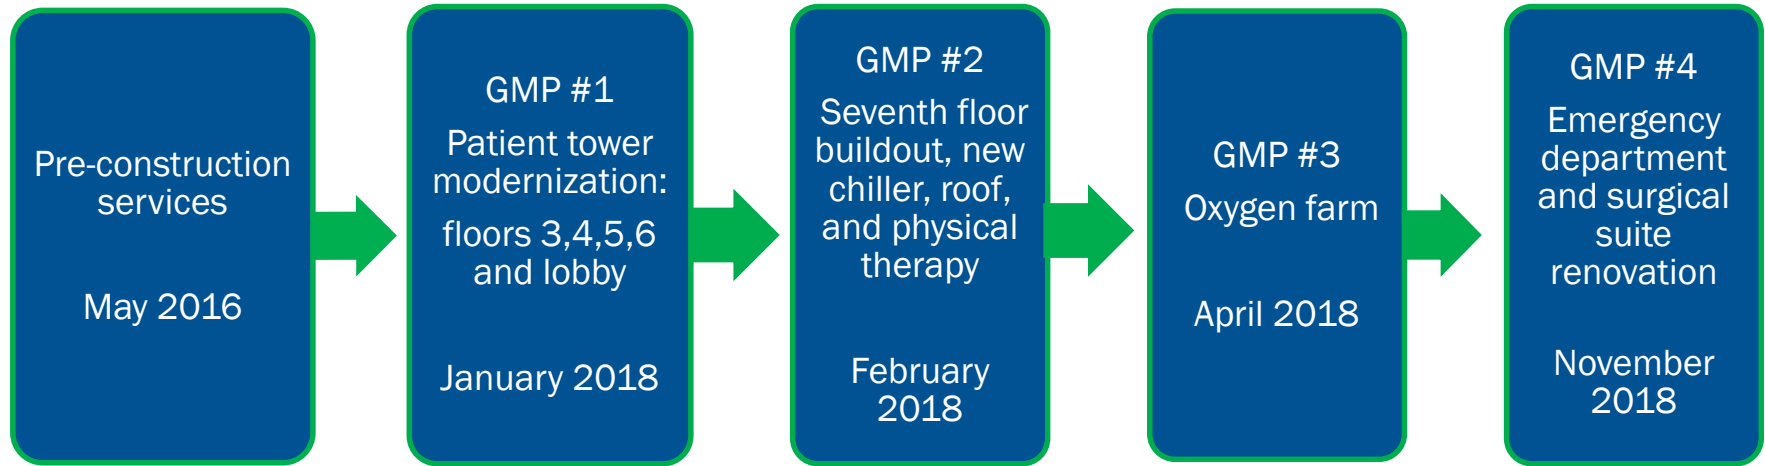 Pre-construction
services
May 2016
GMP #1
Patient tower
modernization:
floors 3,4,5,6
and lobby
January 2018
GMP #2
Seventh floor
buildout, new
chiller, roof,
and physical
therapy
February
2018
GMP #3
Oxygen farm
April 2018
GMP #4
Emergency
department
and surgical
suite
renovation
November
2018